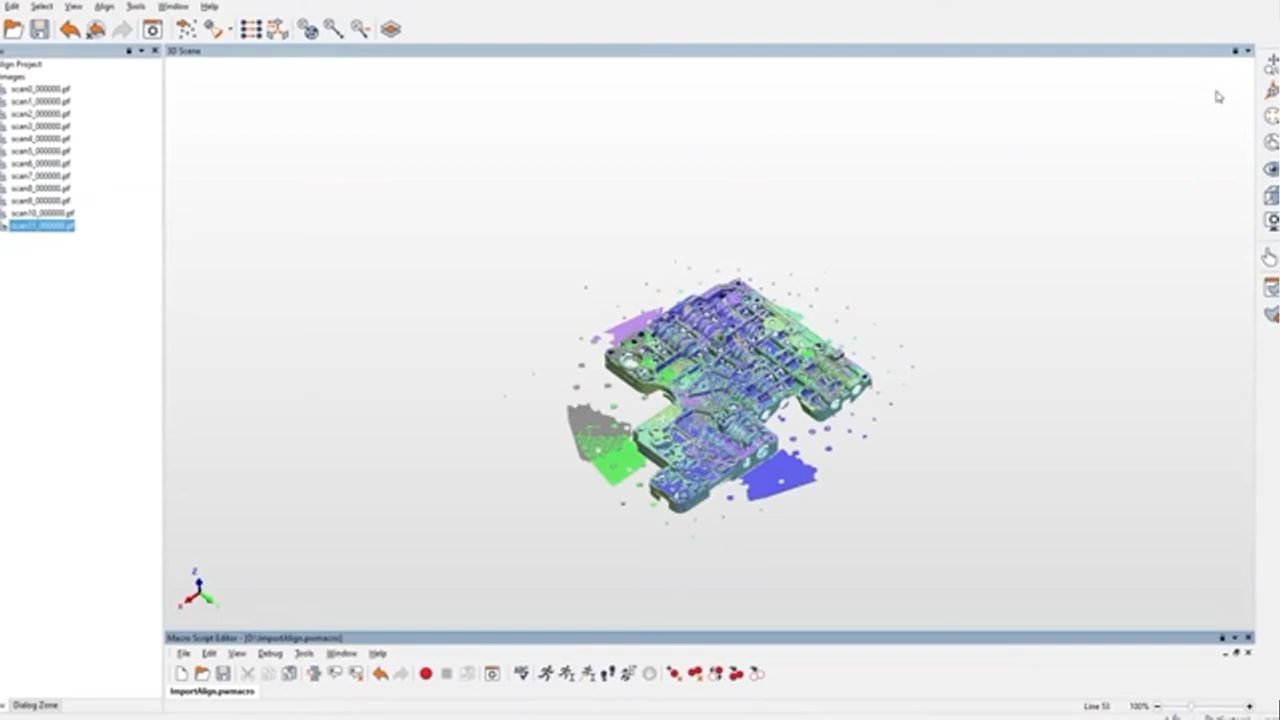 Edit Select View Align Tools Window Help
3D Scene
lign Project
mages
scan0_000000.pf
scan1_000000.pf
scan2_000000.pf
scan3_000000.pf
scan4_000000.pf
scan5_000000.pf
scan6_000000.pf
scan7_000000.pf
scan8_000000.pf
scan9_000000.pf
scan10_000000.pf
scan11_000000.pf
Z
X
Macro Script Editor - [D:\ImportAlign.pwmacro]
File Edit View Debug Tools Window Help
ImportAlign.pwmacro
Dialog Zone
Line 53 100%